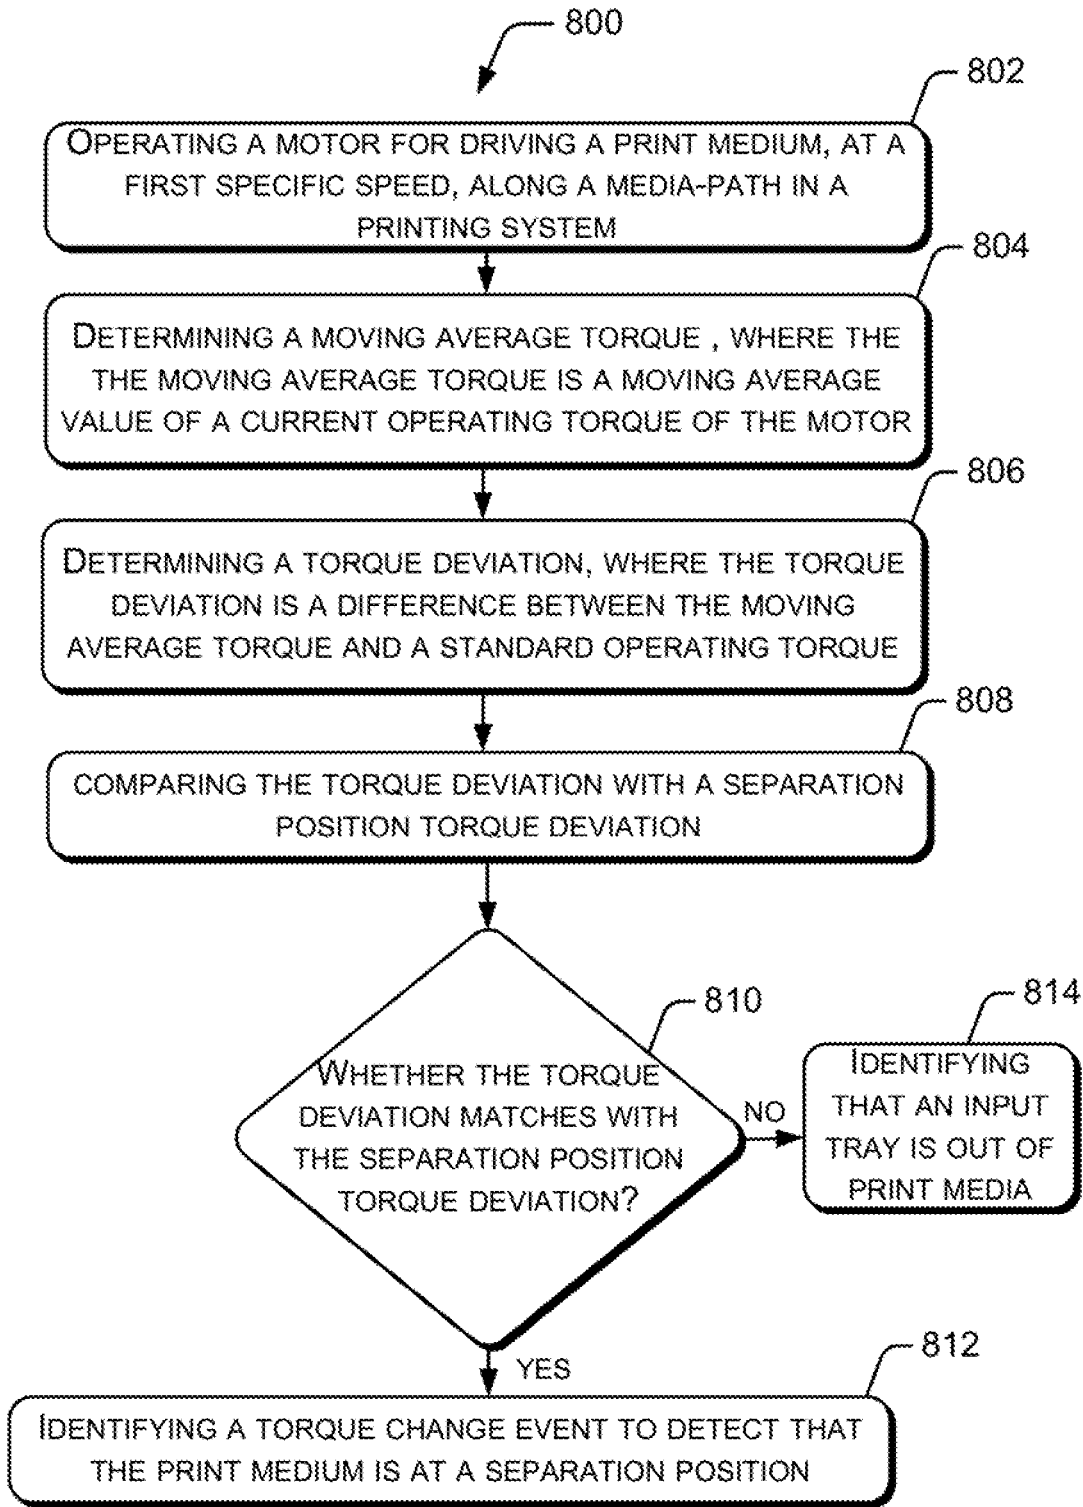 800
802
OPERATING A MOTOR FOR DRIVING A PRINT MEDIUM, AT A
FIRST SPECIFIC SPEED, ALONG A MEDIA-PATH IN A
PRINTING SYSTEM
804
DETERMINING A MOVING AVERAGE TORQUE , WHERE THE
THE MOVING AVERAGE TORQUE IS A MOVING AVERAGE
VALUE OF A CURRENT OPERATING TORQUE OF THE MOTOR
806
DETERMINING A TORQUE DEVIATION, WHERE THE TORQUE
DEVIATION IS A DIFFERENCE BETWEEN THE MOVING
AVERAGE TORQUE AND A STANDARD OPERATING TORQUE
808
COMPARING THE TORQUE DEVIATION WITH A SEPARATION
POSITION TORQUE DEVIATION
810
WHETHER THE TORQUE
DEVIATION MATCHES WITH
THE SEPARATION POSITION
TORQUE DEVIATION?
NO
814
IDENTIFYING
THAT AN INPUT
TRAY IS OUT OF
PRINT MEDIA
YES
812
IDENTIFYING A TORQUE CHANGE EVENT TO DETECT THAT
THE PRINT MEDIUM IS AT A SEPARATION POSITION